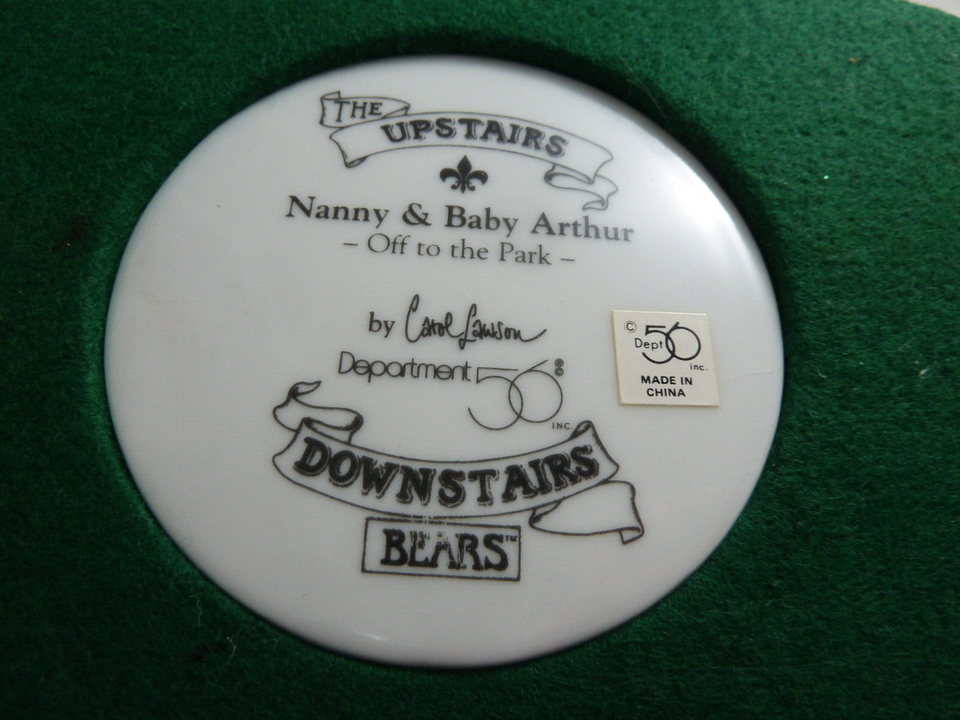 THE
UPSTAIRS
Nanny & Baby Arthur
– Off to the Park –
by Carol Lawson
Department 56®
INC.
DOWNSTAIRS
BEARS™
© Dept 56 inc.
MADE IN
CHINA